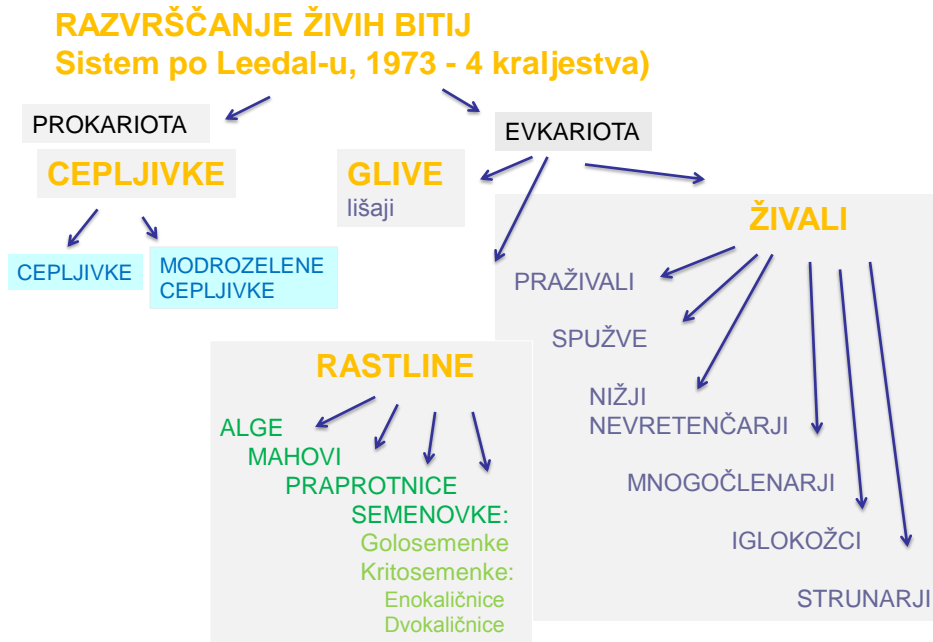 RAZVRŠČANJE ŽIVIH BITIJ
Sistem po Leedal-u, 1973 - 4 kraljestva)
PROKARIOTA
EVKARIOTA
CEPLJIVKE
GLIVE
lišaji
ŽIVALI
CEPLJIVKE
MODROZELENE
CEPLJIVKE
PRAŽIVALI
SPUŽVE
NIŽJI
NEVRETENČARJI
MNOGOČLENARJI
IGLOKOŽCI
STRUNARJI
RASTLINE
ALGE
MAHOVI
PRAPROTNICE
SEMENOVKE:
Golosemenke
Kritosemenke:
Enokaličnice
Dvokaličnice